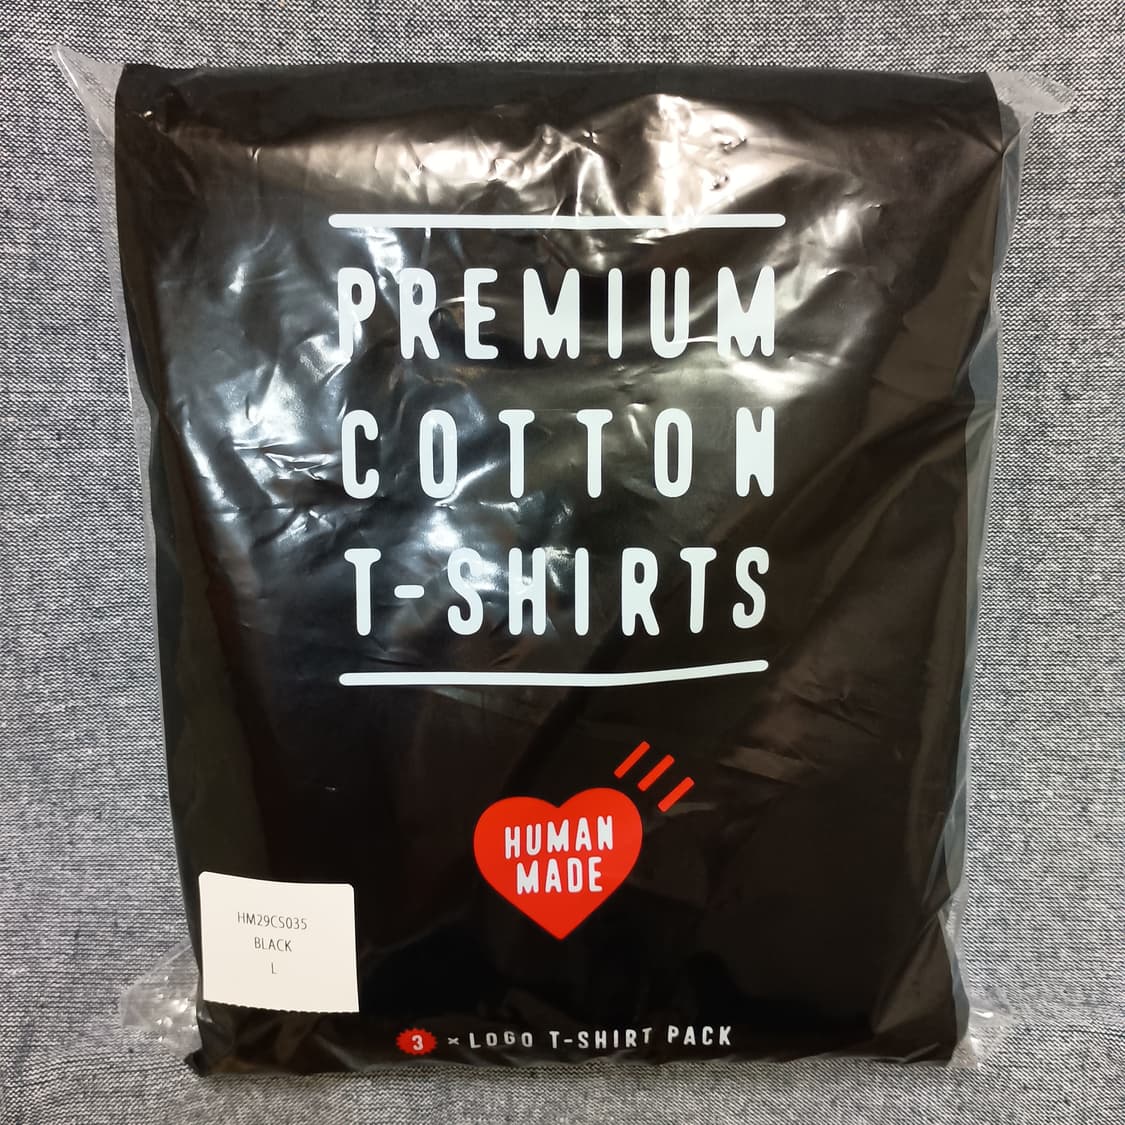 PREMIUM
COTTON
T-SHIRTS
HUMAN
MADE
HM29CS035
BLACK
L
3 × LOGO T-SHIRT PACK